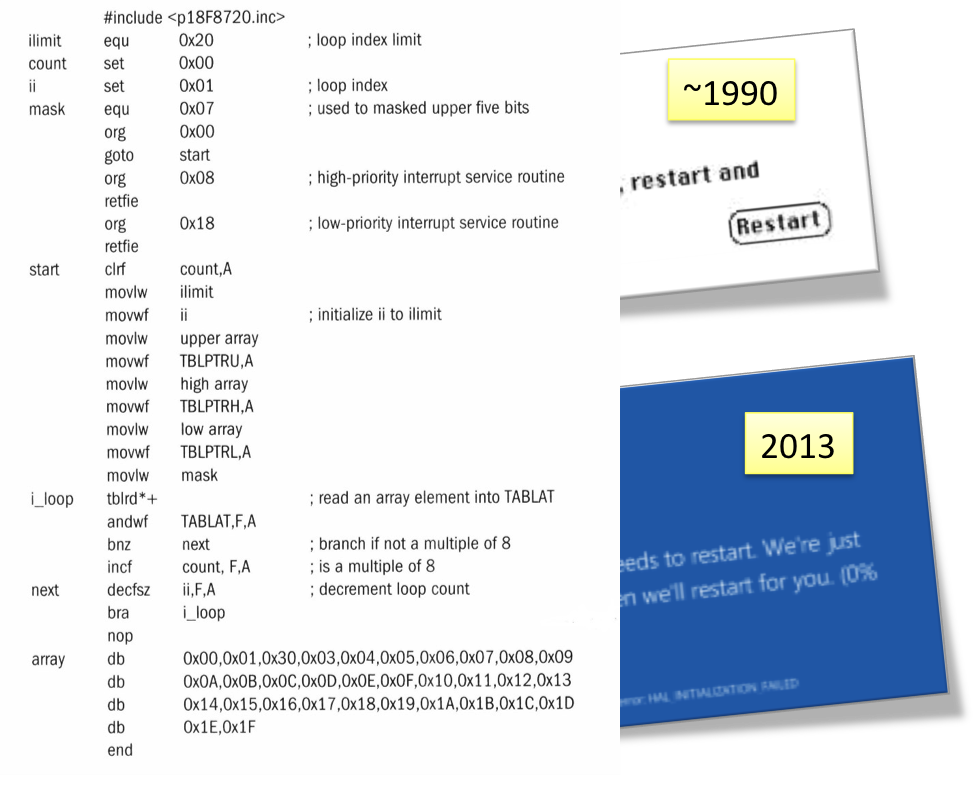 #include <p18F8720.inc>
ilimit equ 0x20 ; loop index limit
count set 0x00
ii set 0x01 ; loop index
mask equ 0x07 ; used to masked upper five bits
org 0x00
goto start
org 0x08 ; high-priority interrupt service routine
retfie
org 0x18 ; low-priority interrupt service routine
retfie
start clrf count,A
movlw ilimit
movwf ii ; initialize ii to ilimit
movlw upper array
movwf TBLPTRU,A
movlw high array
movwf TBLPTRH,A
movlw low array
movwf TBLPTRL,A
movlw mask
i_loop tblrd*+ ; read an array element into TABLAT
andwf TABLAT,F,A
bnz next ; branch if not a multiple of 8
incf count, F,A ; is a multiple of 8
next decfsz ii,F,A ; decrement loop count
bra i_loop
nop
array db 0x00,0x01,0x30,0x03,0x04,0x05,0x06,0x07,0x08,0x09
db 0x0A,0x0B,0x0C,0x0D,0x0E,0x0F,0x10,0x11,0x12,0x13
db 0x14,0x15,0x16,0x17,0x18,0x19,0x1A,0x1B,0x1C,0x1D
db 0x1E,0x1F
end
~1990
, restart and
Restart
2013
eeds to restart. We're just
en we'll restart for you. (0%
error: HAL_INITIALIZATION_FAILED